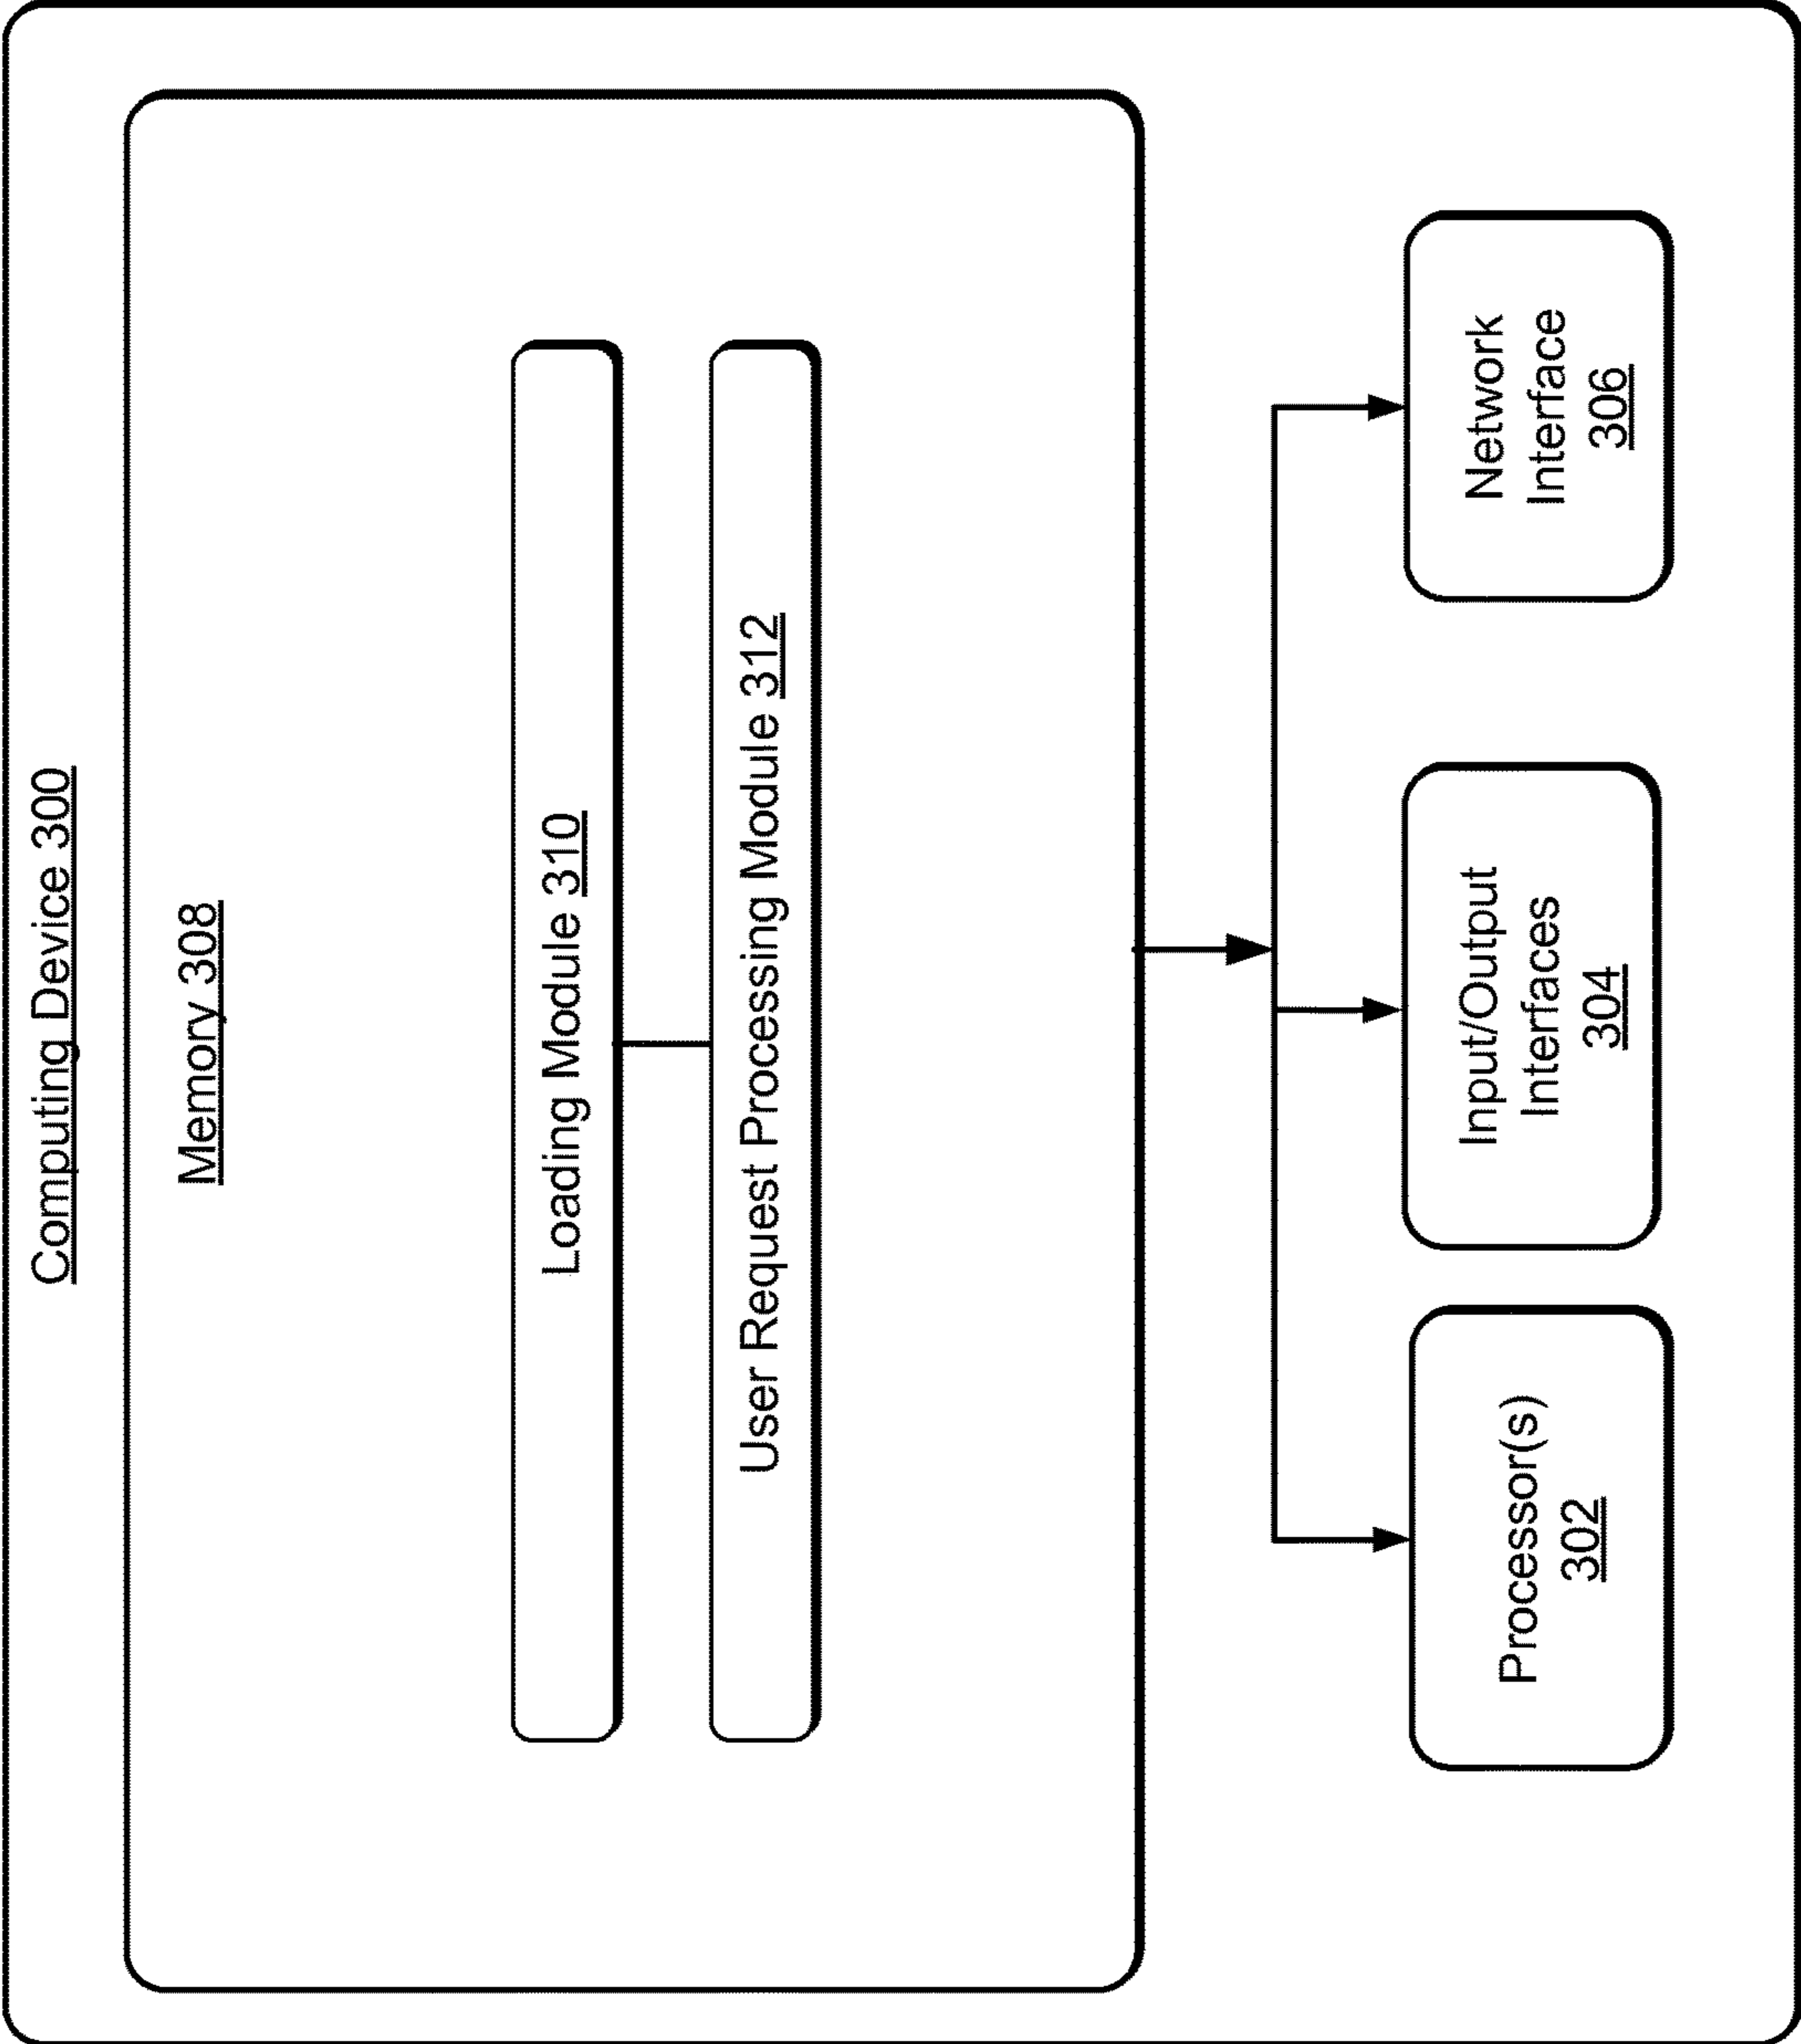 Computing Device 300
Memory 308
Loading Module 310
User Request Processing Module 312
Processor(s)
302
Input/Output
Interfaces
304
Network
Interface
306